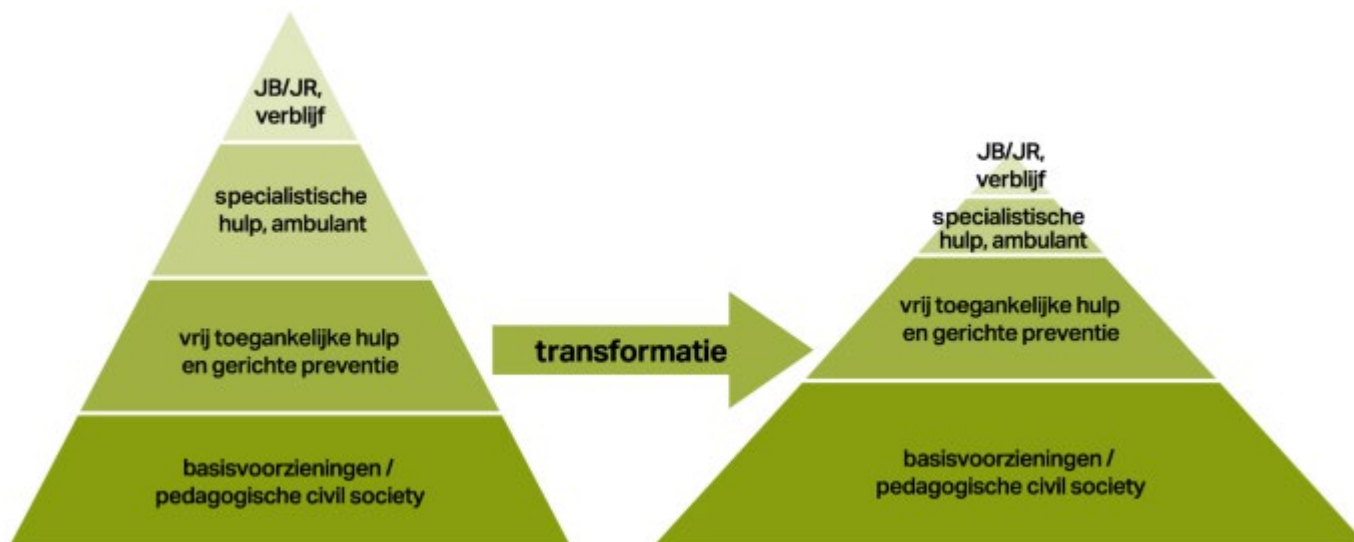 JB/JR,
verblijf
specialistische
hulp, ambulant
vrij toegankelijke hulp
en gerichte preventie
basisvoorzieningen /
pedagogische civil society
transformatie
JB/JR,
verblijf
specialistische
hulp, ambulant
vrij toegankelijke hulp
en gerichte preventie
basisvoorzieningen /
pedagogische civil society